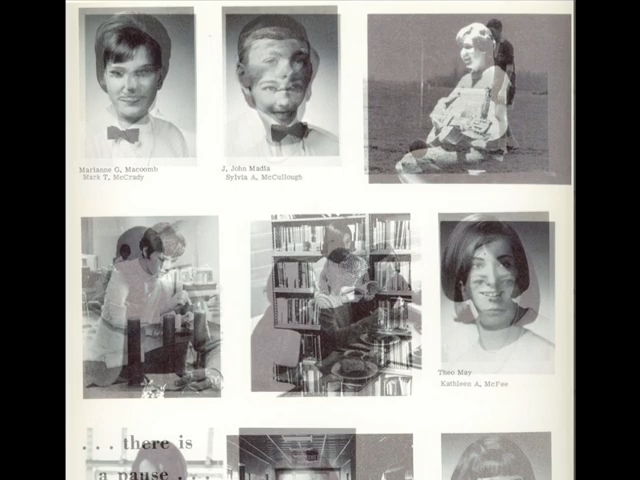 Marianne G. Macoomb
Mark T. McCrady
J. John Madia
Sylvia A. McCullough
Theo May
Kathleen A. McFee
. . . there is
a pause . . .